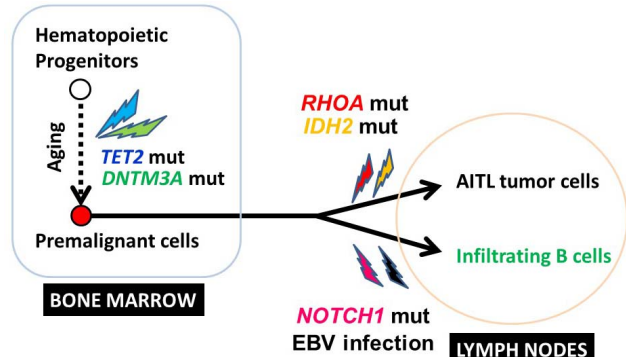 Hematopoietic
Progenitors
Aging
TET2 mut
DNTM3A mut
Premalignant cells
BONE MARROW
RHOA mut
IDH2 mut
AITL tumor cells
Infiltrating B cells
NOTCH1 mut
EBV infection
LYMPH NODES